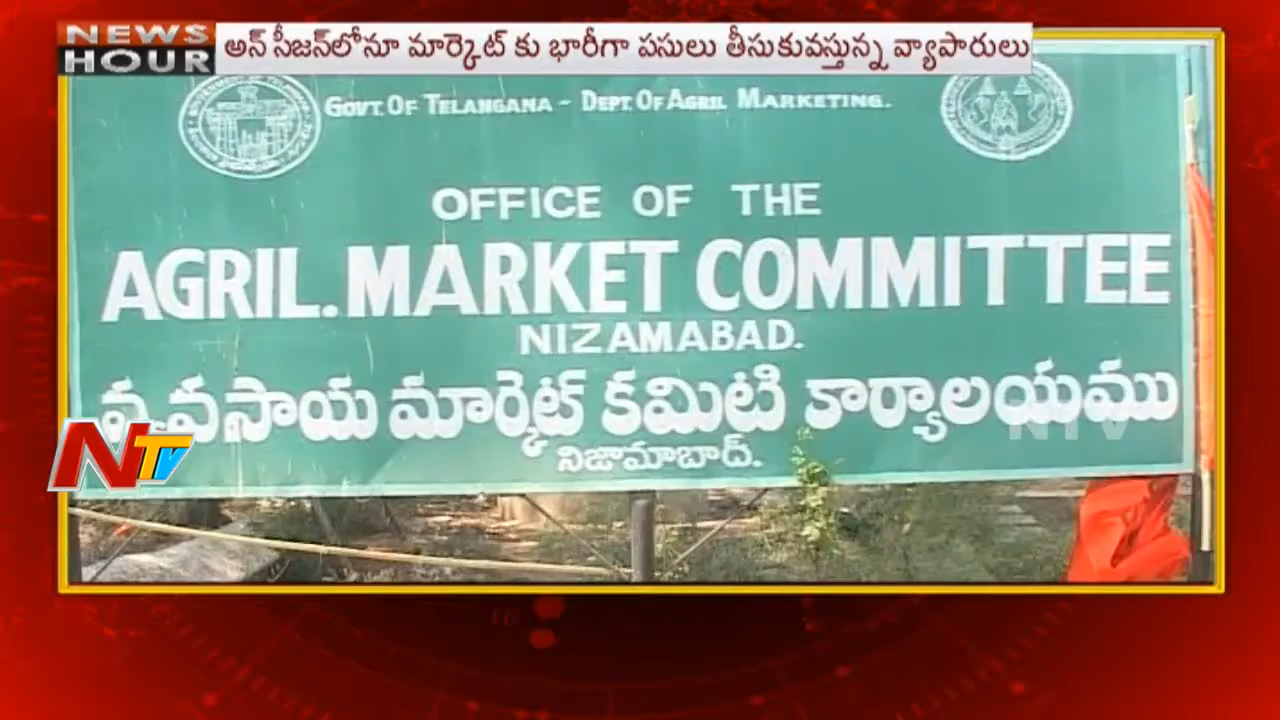 NEWS
HOUR
అన్ సీజన్‌లోనూ మార్కెట్ కు భారీగా పసులు తీసుకువస్తున్న వ్యాపారులు
GOVT. OF TELANGANA - DEPT. OF AGRIL MARKETING.
OFFICE OF THE
AGRIL. MARKET COMMITTEE
NIZAMABAD.
వ్యవసాయ మార్కెట్ కమిటి కార్యాలయము
నిజామాబాద్.
NTV
NTV